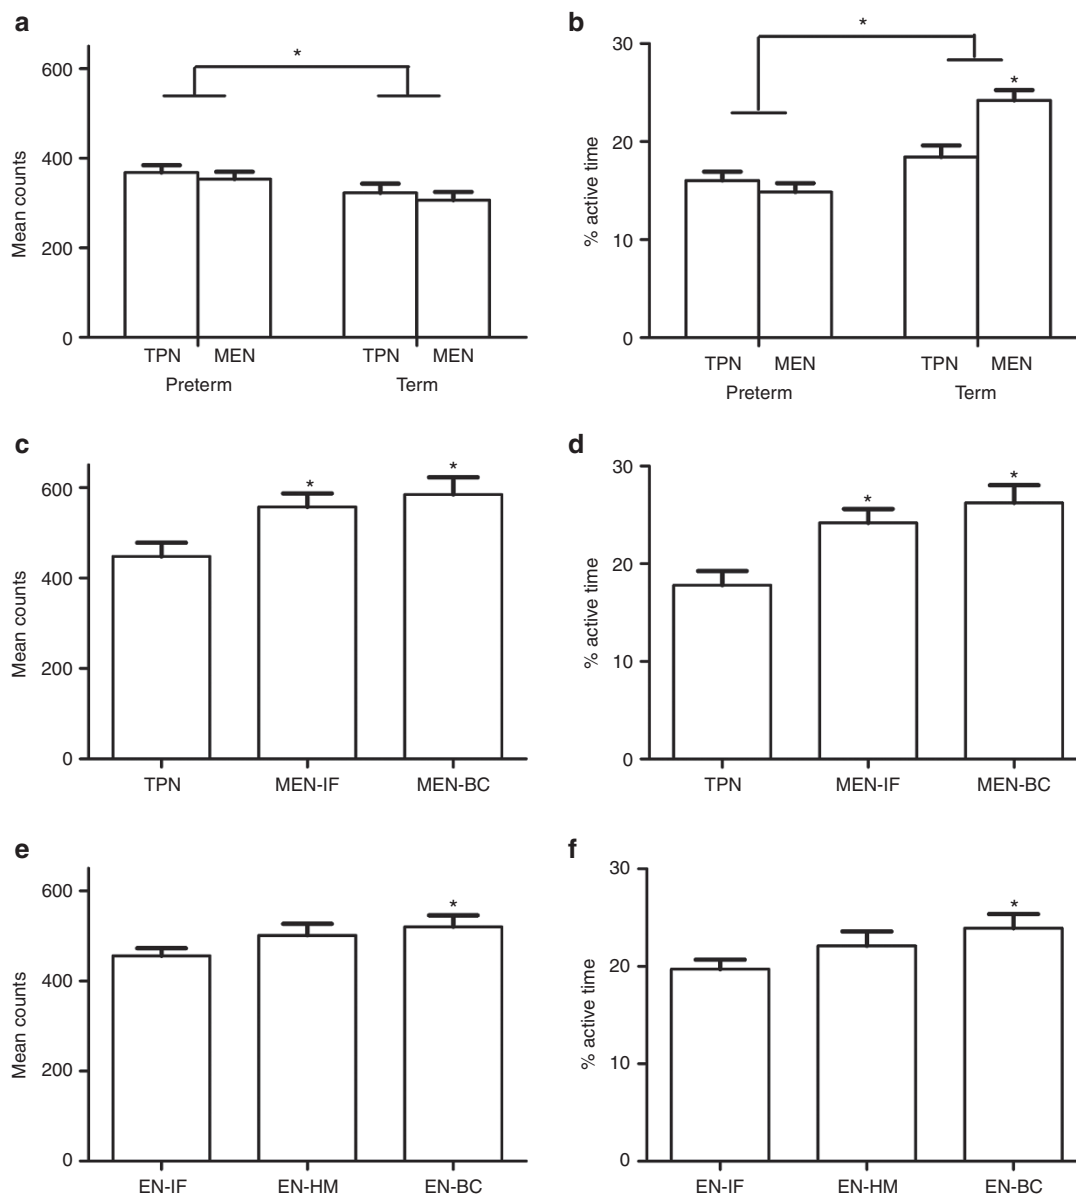 a
*
600
400
200
0
Mean counts
TPN MEN TPN MEN
Preterm Term
b
*
*
30
20
10
0
% active time
TPN MEN TPN MEN
Preterm Term
c
* *
600
400
200
0
Mean counts
TPN MEN-IF MEN-BC
d
* *
30
20
10
0
% active time
TPN MEN-IF MEN-BC
e
*
600
400
200
0
Mean counts
EN-IF EN-HM EN-BC
f
*
30
20
10
0
% active time
EN-IF EN-HM EN-BC